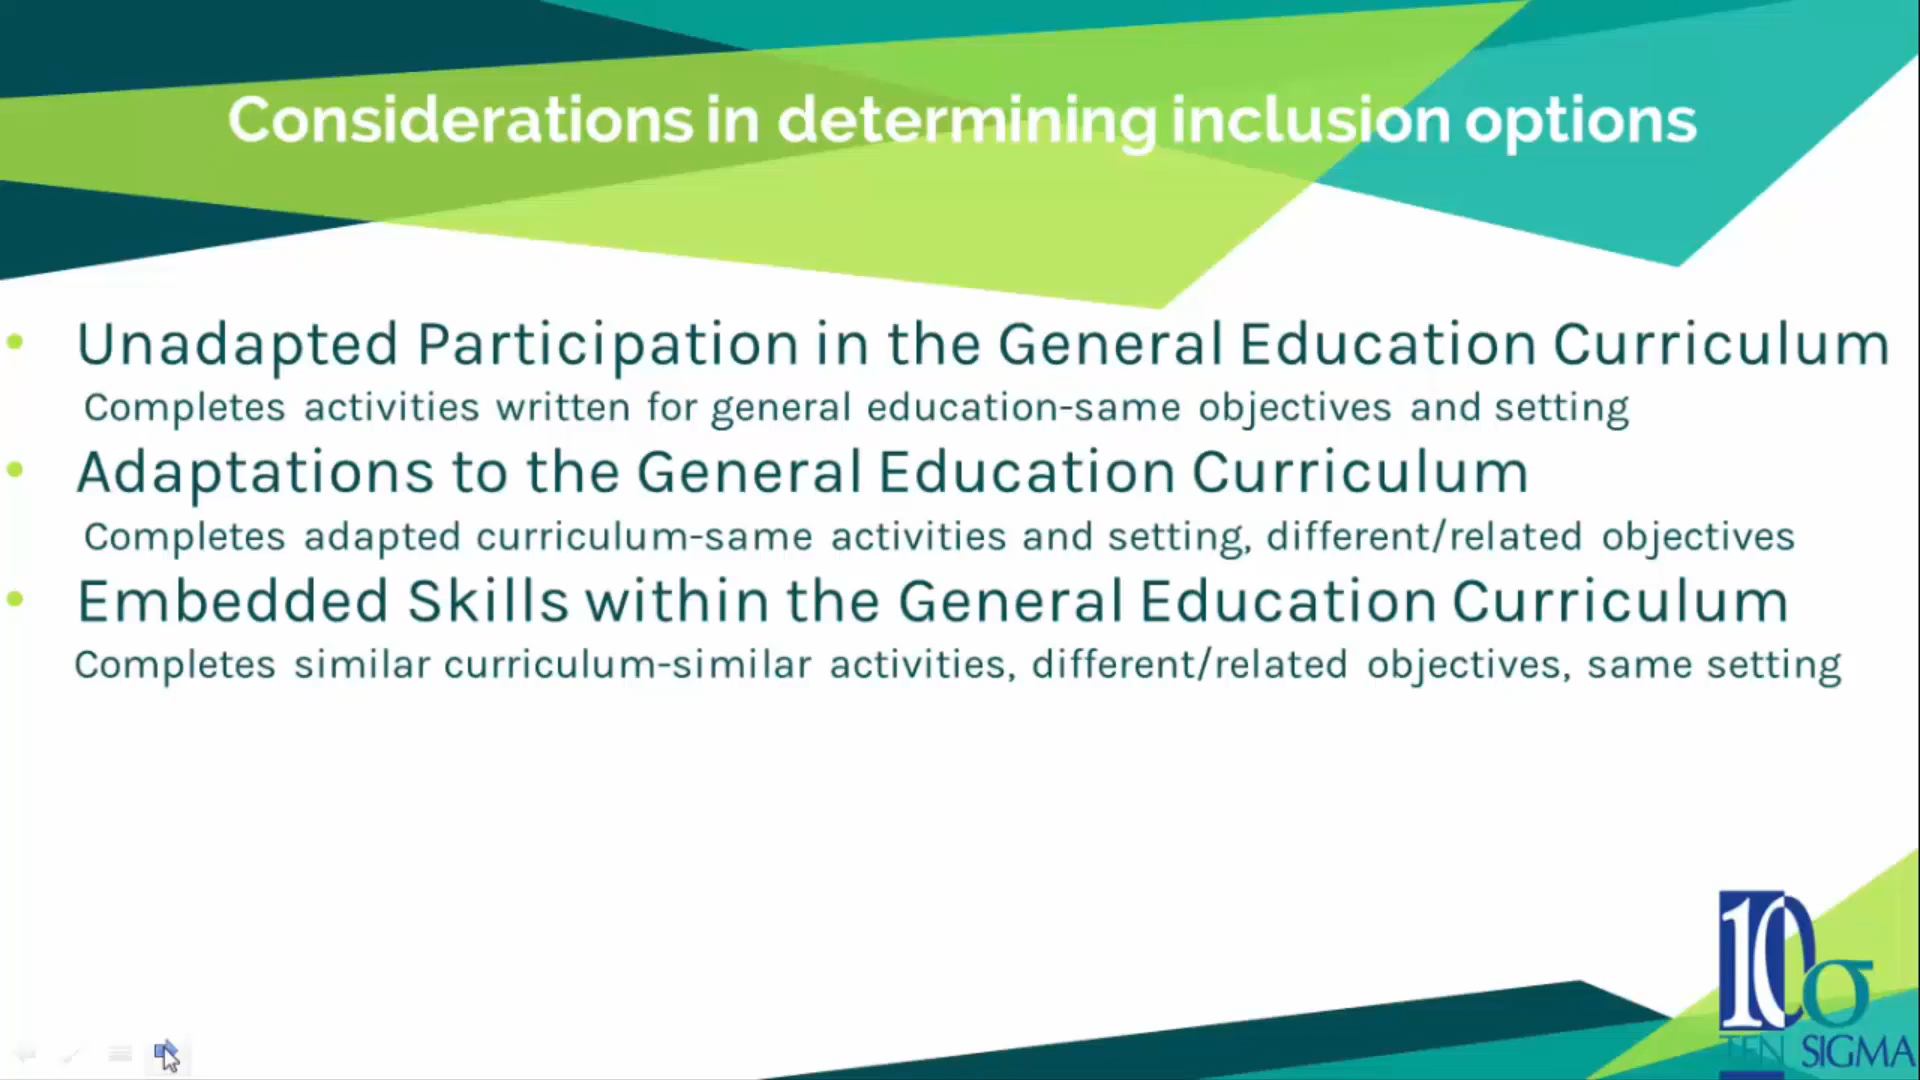 Considerations in determining inclusion options
• Unadapted Participation in the General Education Curriculum
Completes activities written for general education-same objectives and setting
• Adaptations to the General Education Curriculum
Completes adapted curriculum-same activities and setting, different/related objectives
• Embedded Skills within the General Education Curriculum
Completes similar curriculum-similar activities, different/related objectives, same setting
10σ
TEN SIGMA